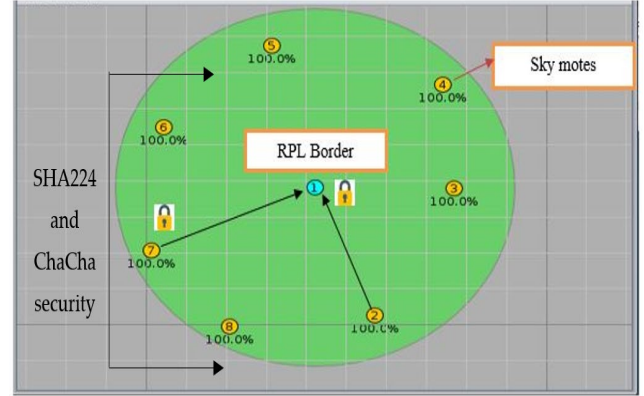 5
100.0%
4
100.0%
Sky motes
6
100.0%
RPL Border
1
3
100.0%
SHA224
and
ChaCha
security
7
100.0%
2
100.0%
8
100.0%